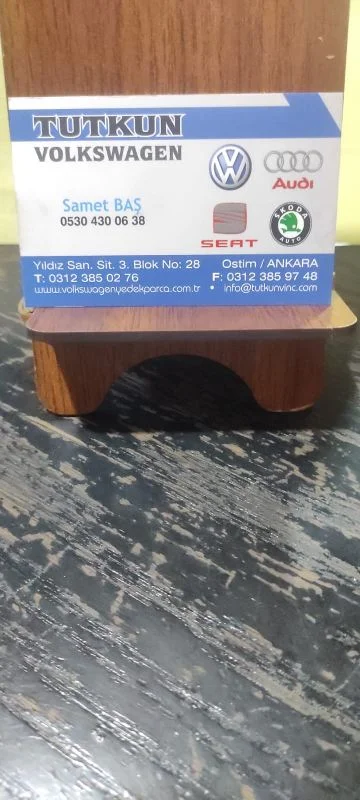 TUTKUN
VOLKSWAGEN
Audi
Samet BAŞ
0530 430 06 38
SEAT
SKODA
AUTO
Yıldız San. Sit. 3. Blok No: 28 Ostim / ANKARA
T: 0312 385 02 76 F: 0312 385 97 48
www.volkswagenyedekparca.com.tr • info@tutkunvinc.com